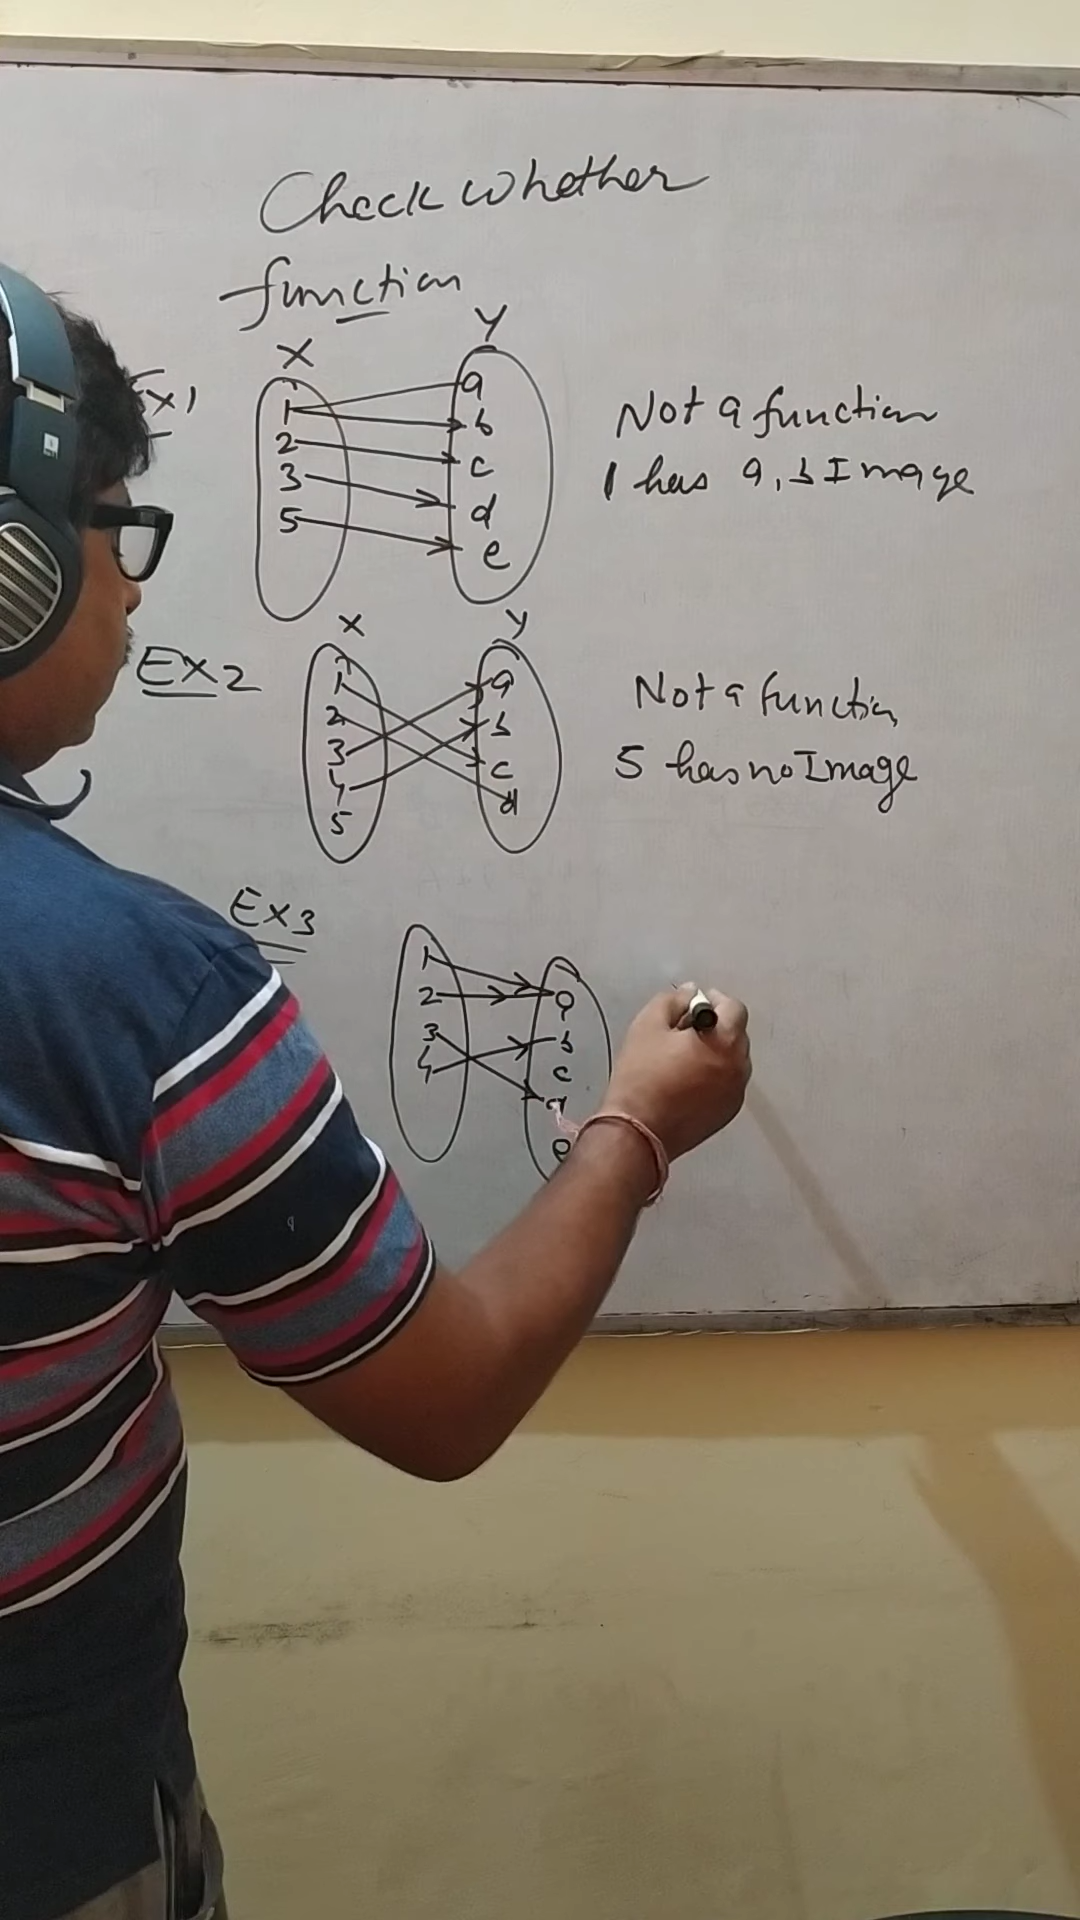 Check whether
function
Ex1
X Y
1 a
2 b
3 c
5 d
e
Not a function
1 has a, b Image
Ex2
X Y
1 a
2 b
3 c
4 d
5
Not a function
5 has no Image
Ex3
1 a
2 b
3 c
4 d
e